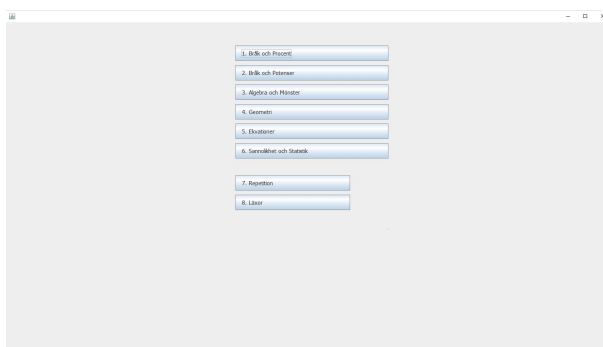 1. Bråk och Procent
2. Bråk och Potenser
3. Algebra och Mönster
4. Geometri
5. Ekvationer
6. Sannolikhet och Statistik
7. Repetition
8. Läxor